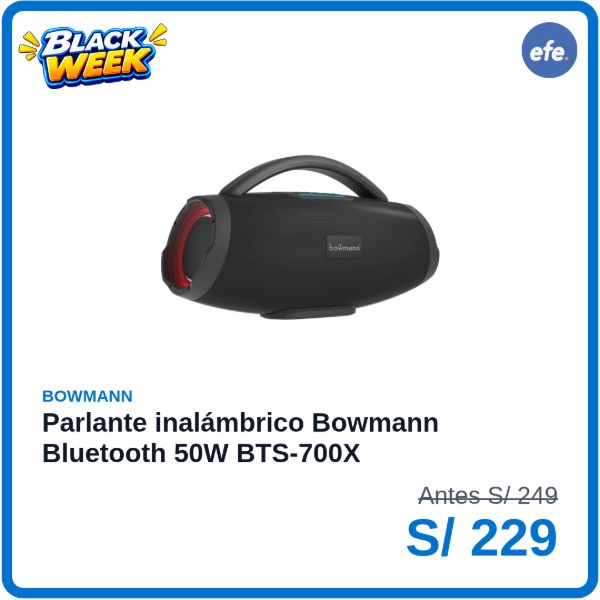 BLACK
WEEK
efe.
bowmann
BOWMANN
Parlante inalámbrico Bowmann
Bluetooth 50W BTS-700X
Antes S/ 249
S/ 229